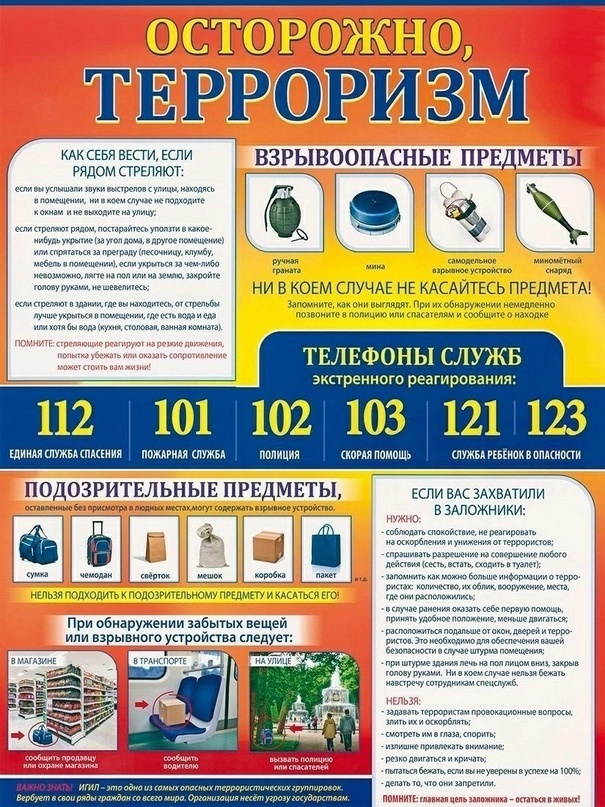 ОСТОРОЖНО,
ТЕРРОРИЗМ
КАК СЕБЯ ВЕСТИ, ЕСЛИ
РЯДОМ СТРЕЛЯЮТ:
если вы услышали звуки выстрелов с улицы, находясь
в помещении, ни в коем случае не подходите
к окнам и не выходите на улицу;
если стреляют рядом, постарайтесь уползти в какое-
нибудь укрытие (за угол дома, в другое помещение)
или спрятаться за преграду (песочницу, клумбу,
мебель в помещении), если укрыться за чем-либо
невозможно, лягте на пол или на землю, закройте
голову руками, не шевелитесь;
если стреляют в здании, где вы находитесь, от стрельбы
лучше укрыться в помещении, где есть вода и еда
или хотя бы вода (кухня, столовая, ванная комната).
ПОМНИТЕ: стреляющие реагируют на резкие движения,
попытка убежать или оказать сопротивление
может стоить вам жизни!
ВЗРЫВООПАСНЫЕ ПРЕДМЕТЫ
ручная
граната
мина
самодельное
взрывное устройство
миномётный
снаряд
НИ В КОЕМ СЛУЧАЕ НЕ КАСАЙТЕСЬ ПРЕДМЕТА!
Запомните, как они выглядят. При их обнаружении немедленно
позвоните в полицию или спасателям и сообщите о находке
ТЕЛЕФОНЫ СЛУЖБ
экстренного реагирования:
112
ЕДИНАЯ СЛУЖБА СПАСЕНИЯ
101
ПОЖАРНАЯ СЛУЖБА
102
ПОЛИЦИЯ
103
СКОРАЯ ПОМОЩЬ
121 123
СЛУЖБА РЕБЁНОК В ОПАСНОСТИ
ПОДОЗРИТЕЛЬНЫЕ ПРЕДМЕТЫ,
оставленные без присмотра в людных местах,могут содержать взрывное устройство.
сумка
чемодан
свёрток
мешок
коробка
пакет
и т.д.
НЕЛЬЗЯ ПОДХОДИТЬ К ПОДОЗРИТЕЛЬНОМУ ПРЕДМЕТУ И КАСАТЬСЯ ЕГО!
При обнаружении забытых вещей
или взрывного устройства следует:
В МАГАЗИНЕ
сообщить продавцу
или охране магазина
В ТРАНСПОРТЕ
сообщить
водителю
НА УЛИЦЕ
вызвать полицию
или спасателей
ВАЖНО ЗНАТЬ! ИГИЛ – это одна из самых опасных террористических группировок.
Вербует в свои ряды граждан со всего мира. Организация несёт угрозу государствам.
ЕСЛИ ВАС ЗАХВАТИЛИ
В ЗАЛОЖНИКИ:
НУЖНО:
- соблюдать спокойствие, не реагировать
на оскорбления и унижения от террористов;
- спрашивать разрешение на совершение любого
действия (сесть, встать, сходить в туалет);
- запомнить как можно больше информации о терро-
ристах: количество, их облик, вооружение, места,
где они расположились;
- в случае ранения оказать себе первую помощь,
принять удобное положение, меньше двигаться;
- расположиться подальше от окон, дверей и терро-
ристов. Это необходимо для обеспечения вашей
безопасности в случае штурма помещения;
- при штурме здания лечь на пол лицом вниз, закрыв
голову руками. Ни в коем случае нельзя бежать
навстречу сотрудникам спецслужб.
НЕЛЬЗЯ:
- задавать террористам провокационные вопросы,
злить их и оскорблять;
- смотреть им в глаза, спорить;
- излишне привлекать внимание;
- резко двигаться и кричать;
- пытаться бежать, если вы не уверены в успехе на 100%;
- делать то, что они запретили.
ПОМНИТЕ: главная цель заложника – остаться в живых!